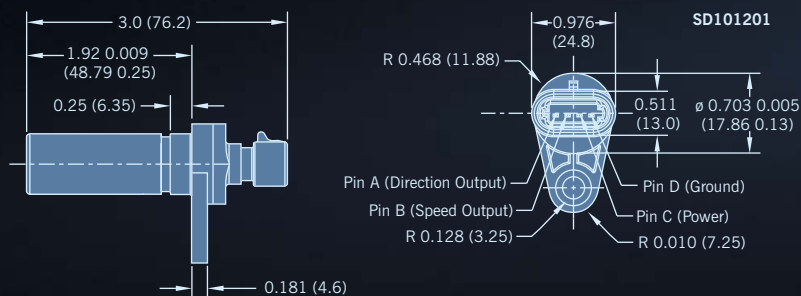 3.0 (76.2)
1.92 0.009
(48.79 0.25)
0.25 (6.35)
0.181 (4.6)
SD101201
0.976
(24.8)
R 0.468 (11.88)
0.511
(13.0)
ø 0.703 0.005
(17.86 0.13)
Pin A (Direction Output)
Pin D (Ground)
Pin B (Speed Output)
Pin C (Power)
R 0.128 (3.25)
R 0.010 (7.25)